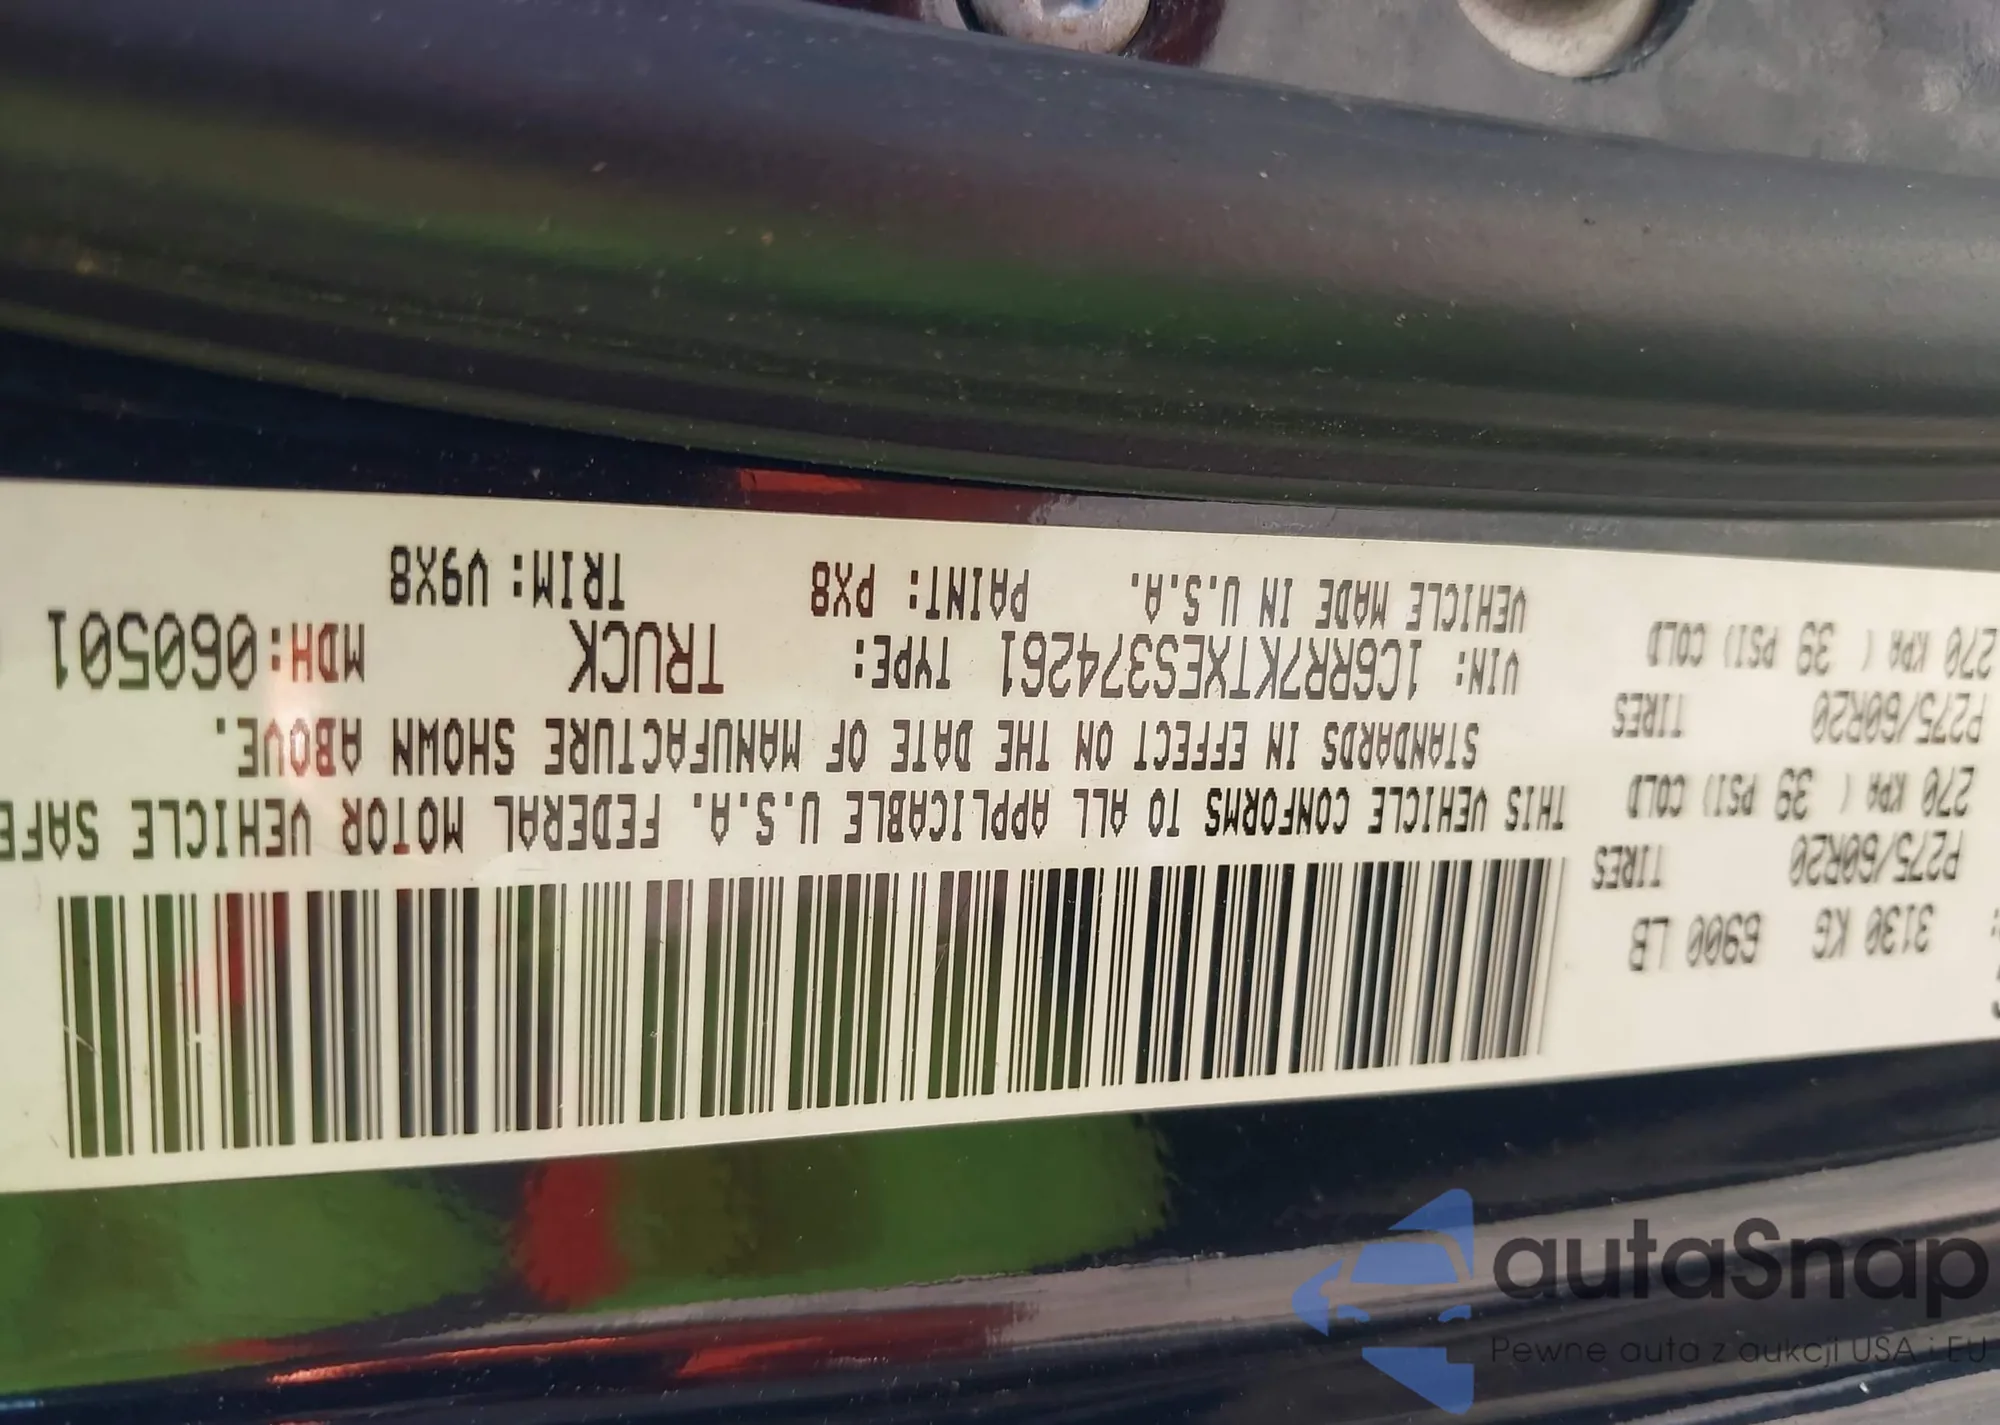 3130 KG 6900 LB
P275/60R20 TIRES
270 KPA ( 39 PSI) COLD
P275/60R20 TIRES
270 KPA ( 39 PSI) COLD
THIS VEHICLE CONFORMS TO ALL APPLICABLE U.S.A. FEDERAL MOTOR VEHICLE SAFE
STANDARDS IN EFFECT ON THE DATE OF MANUFACTURE SHOWN ABOVE.
VIN: 1C6RR7KTXES374261 TYPE: TRUCK MDH:060501
VEHICLE MADE IN U.S.A. PAINT: PX8 TRIM: V9X8
autaSnap
Pewne auta z aukcji USA i EU